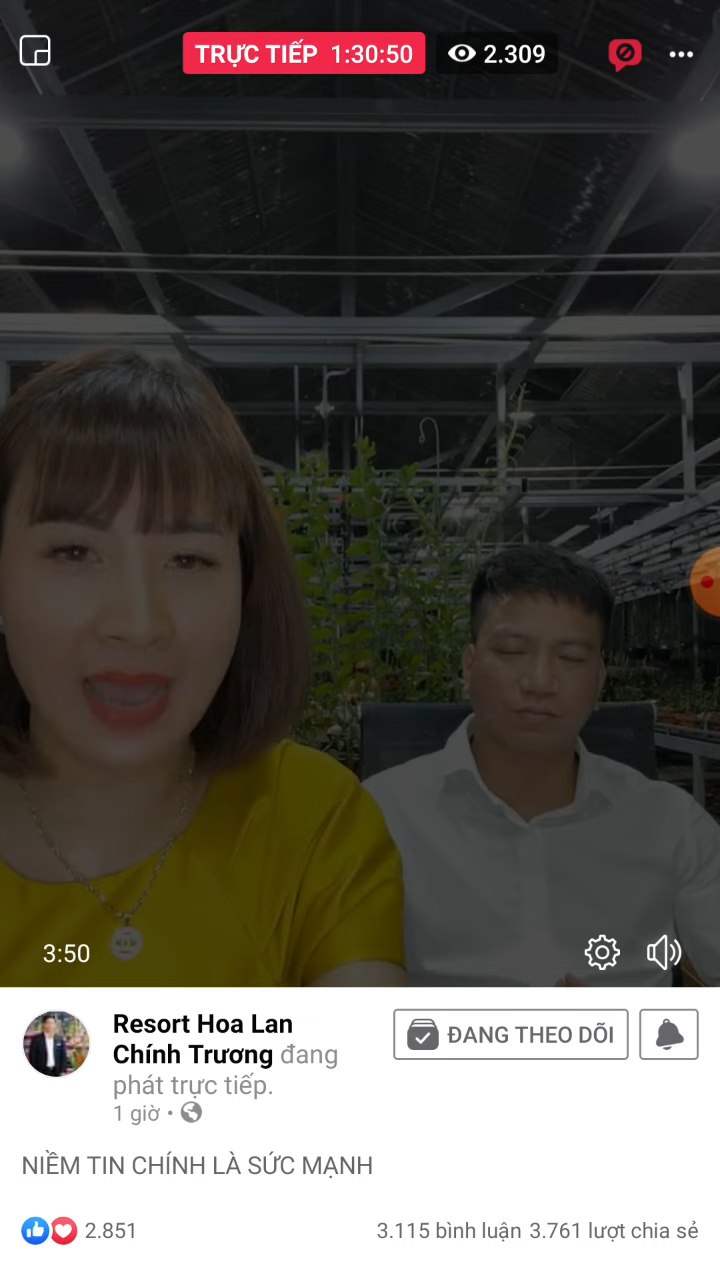 TRỰC TIẾP 1:30:50 2.309
3:50
Resort Hoa Lan
Chính Trương đang
phát trực tiếp.
1 giờ •
ĐANG THEO DÕI
NIỀM TIN CHÍNH LÀ SỨC MẠNH
2.851
3.115 bình luận 3.761 lượt chia sẻ